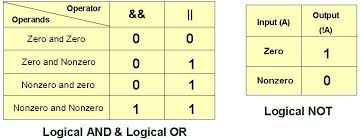 Operator
Operands
&& ||
Zero and Zero 0 0
Zero and Nonzero 0 1
Nonzero and zero 0 1
Nonzero and Nonzero 1 1
Logical AND & Logical OR
Input (A) Output
(!A)
Zero 1
Nonzero 0
Logical NOT